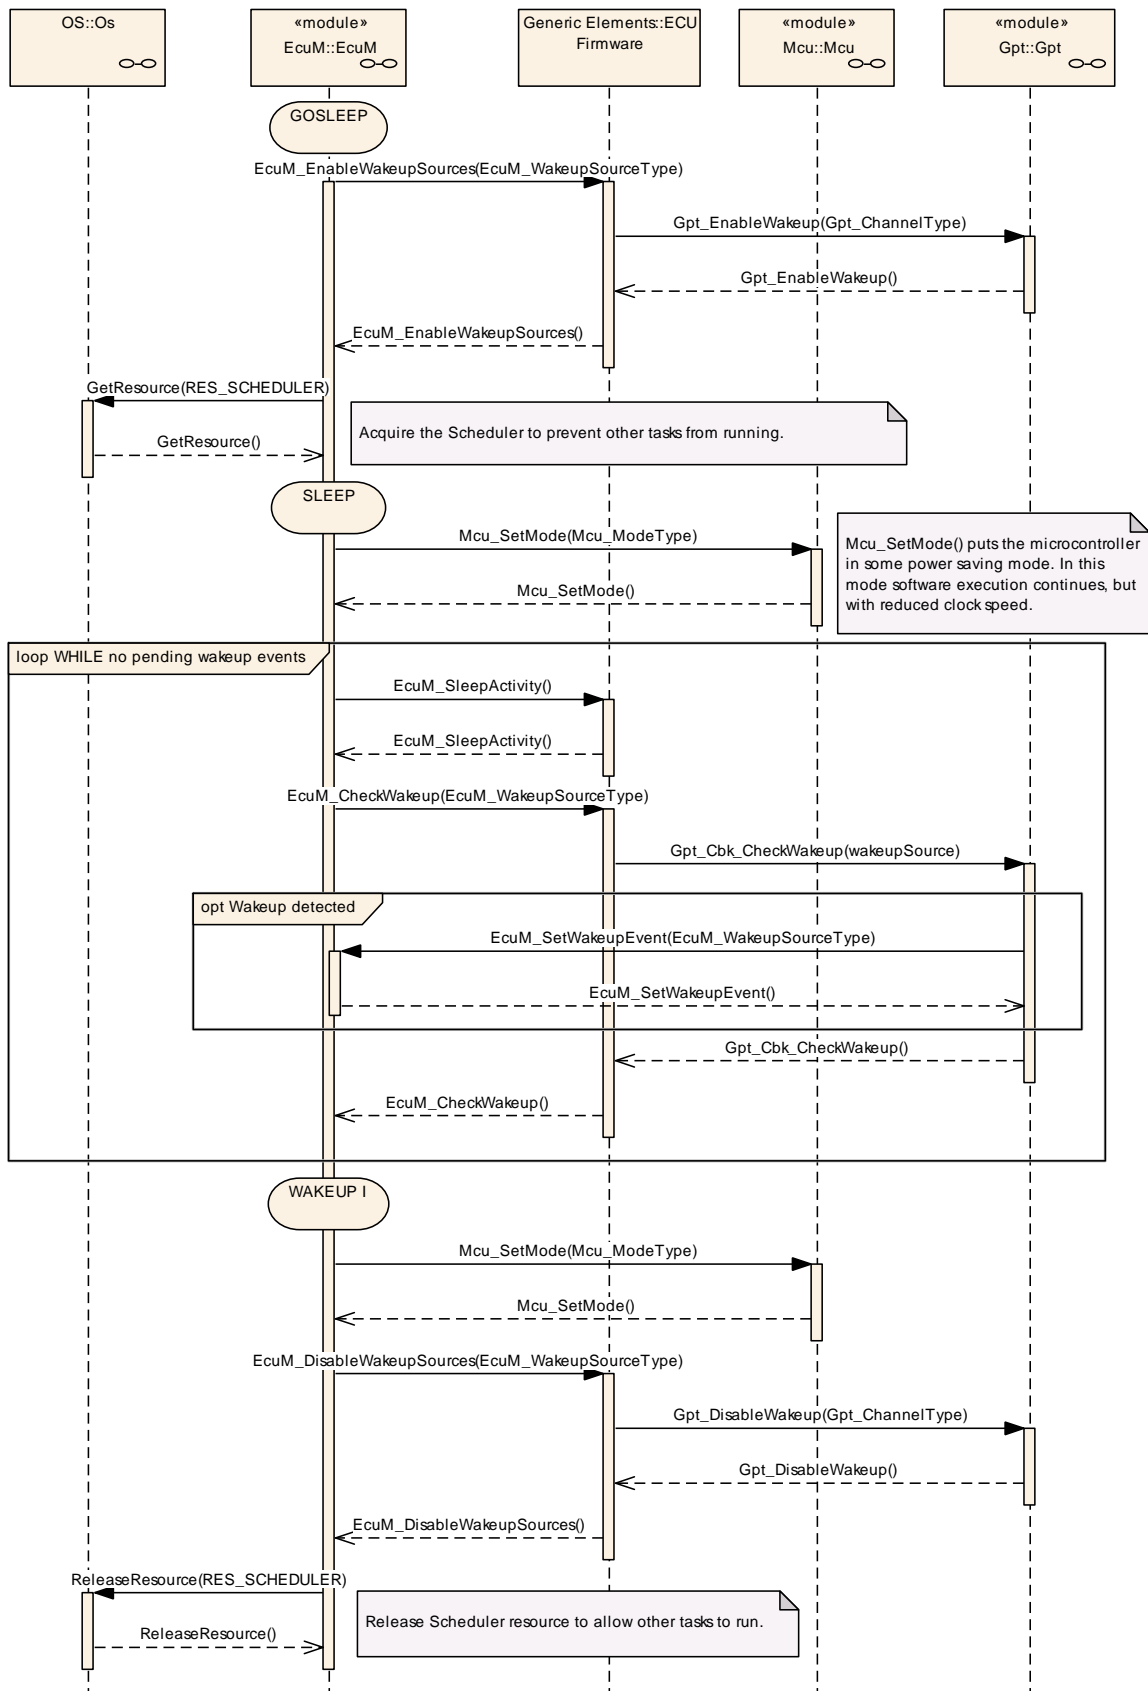 OS::Os
«module»
EcuM::EcuM
Generic Elements::ECU
Firmware
«module»
Mcu::Mcu
«module»
Gpt::Gpt
GOSLEEP
EcuM_EnableWakeupSources(EcuM_WakeupSourceType)
Gpt_EnableWakeup(Gpt_ChannelType)
Gpt_EnableWakeup()
EcuM_EnableWakeupSources()
GetResource(RES_SCHEDULER)
Acquire the Scheduler to prevent other tasks from running.
GetResource()
SLEEP
Mcu_SetMode(Mcu_ModeType)
Mcu_SetMode() puts the microcontroller
in some power saving mode. In this
mode software execution continues, but
with reduced clock speed.
Mcu_SetMode()
loop WHILE no pending wakeup events
EcuM_SleepActivity()
EcuM_SleepActivity()
EcuM_CheckWakeup(EcuM_WakeupSourceType)
Gpt_Cbk_CheckWakeup(wakeupSource)
opt Wakeup detected
EcuM_SetWakeupEvent(EcuM_WakeupSourceType)
EcuM_SetWakeupEvent()
Gpt_Cbk_CheckWakeup()
EcuM_CheckWakeup()
WAKEUP I
Mcu_SetMode(Mcu_ModeType)
Mcu_SetMode()
EcuM_DisableWakeupSources(EcuM_WakeupSourceType)
Gpt_DisableWakeup(Gpt_ChannelType)
Gpt_DisableWakeup()
EcuM_DisableWakeupSources()
ReleaseResource(RES_SCHEDULER)
Release Scheduler resource to allow other tasks to run.
ReleaseResource()